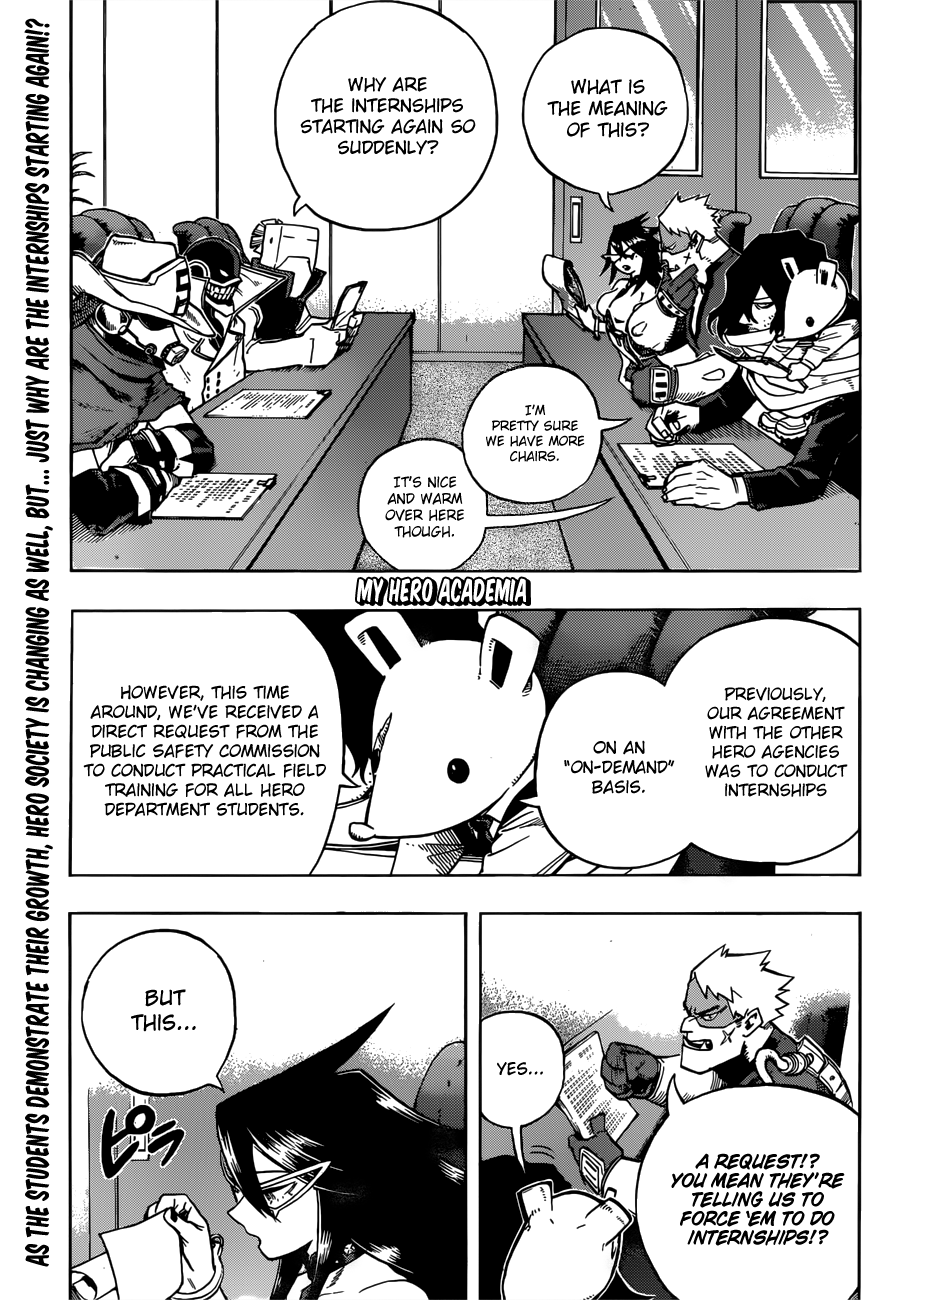 AS THE STUDENTS DEMONSTRATE THEIR GROWTH, HERO SOCIETY IS CHANGING AS WELL, BUT... JUST WHY ARE THE INTERNSHIPS STARTING AGAIN!?
WHAT IS
THE MEANING
OF THIS?
WHY ARE
THE INTERNSHIPS
STARTING AGAIN SO
SUDDENLY?
I'M
PRETTY SURE
WE HAVE MORE
CHAIRS.
IT'S NICE
AND WARM
OVER HERE
THOUGH.
MY HERO ACADEMIA
PREVIOUSLY,
OUR AGREEMENT
WITH THE OTHER
HERO AGENCIES
WAS TO CONDUCT
INTERNSHIPS
ON AN
"ON-DEMAND"
BASIS.
HOWEVER, THIS TIME
AROUND, WE'VE RECEIVED A
DIRECT REQUEST FROM THE
PUBLIC SAFETY COMMISSION
TO CONDUCT PRACTICAL FIELD
TRAINING FOR ALL HERO
DEPARTMENT STUDENTS.
A REQUEST!?
YOU MEAN THEY'RE
TELLING US TO
FORCE 'EM TO DO
INTERNSHIPS!?
YES...
BUT
THIS...
ピラ